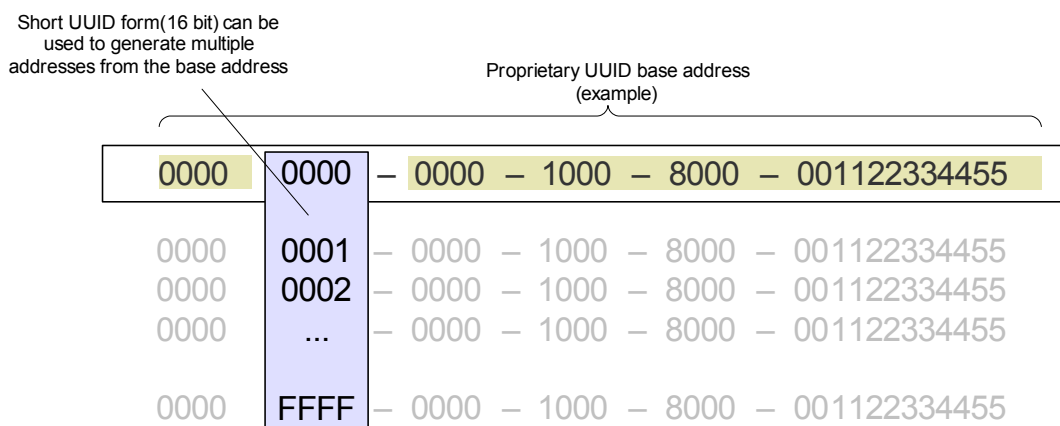 Short UUID form(16 bit) can be
used to generate multiple
addresses from the base address
Proprietary UUID base address
(example)
0000 0000 – 0000 – 1000 – 8000 – 001122334455
0000 0001 – 0000 – 1000 – 8000 – 001122334455
0000 0002 – 0000 – 1000 – 8000 – 001122334455
0000 ... – 0000 – 1000 – 8000 – 001122334455
0000 FFFF – 0000 – 1000 – 8000 – 001122334455